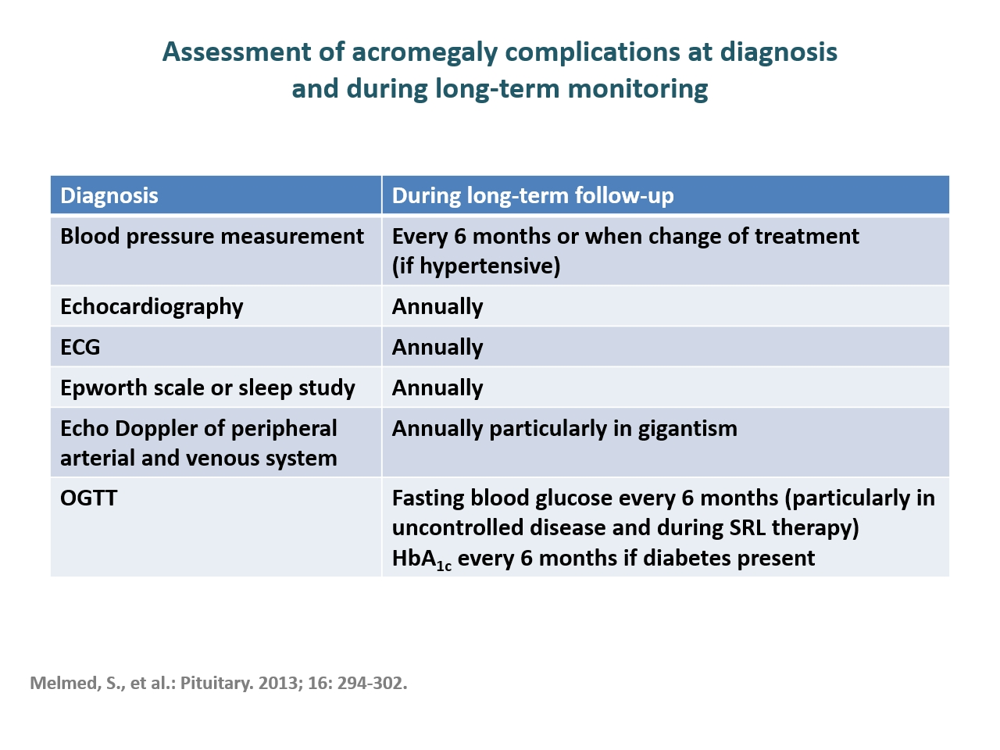 Assessment of acromegaly complications at diagnosis
and during long-term monitoring
Diagnosis
During long-term follow-up
Blood pressure measurement
Every 6 months or when change of treatment
(if hypertensive)
Echocardiography
Annually
ECG
Annually
Epworth scale or sleep study
Annually
Echo Doppler of peripheral
arterial and venous system
Annually particularly in gigantism
OGTT
Fasting blood glucose every 6 months (particularly in
uncontrolled disease and during SRL therapy)
HbA1c every 6 months if diabetes present
Melmed, S., et al.: Pituitary. 2013; 16: 294-302.